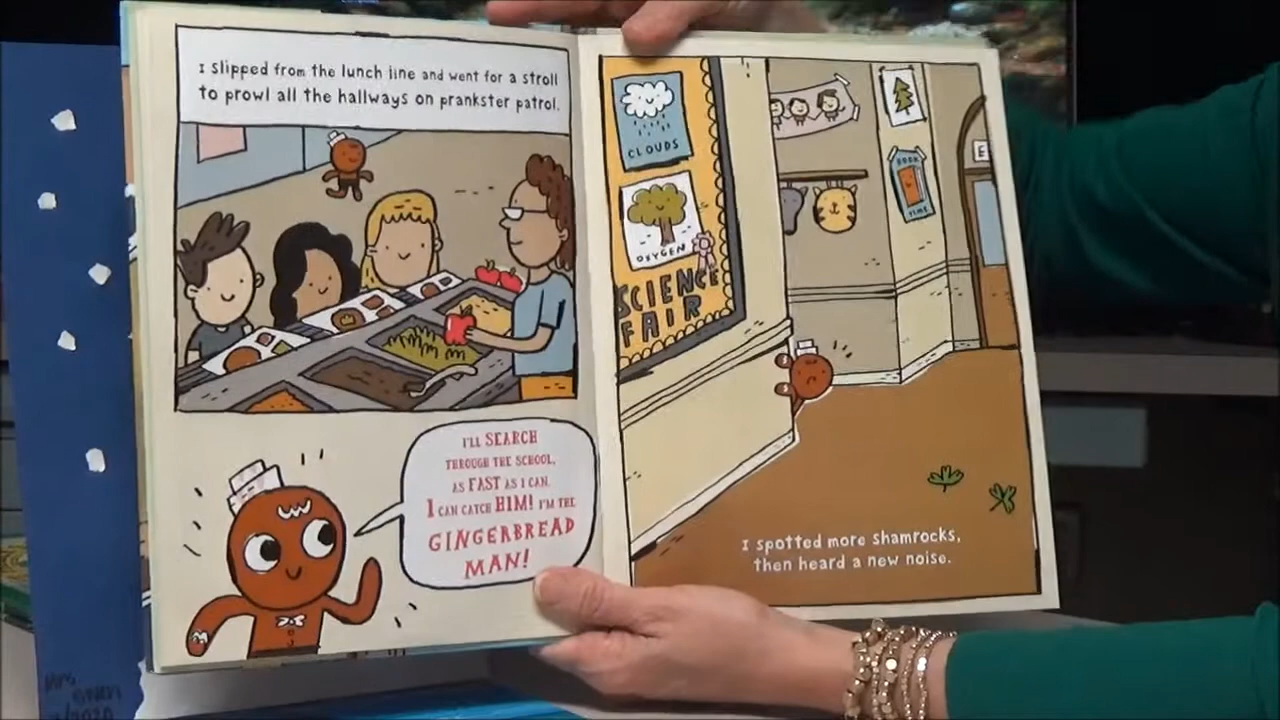 I slipped from the lunch line and went for a stroll
to prowl all the hallways on prankster patrol.
I'LL SEARCH
THROUGH THE SCHOOL,
AS FAST AS I CAN.
I CAN CATCH HIM! I'M THE
GINGERBREAD
MAN!
CLOUDS
OXYGEN
SCIENCE
FAIR
BOOK
TIME
E
I spotted more shamrocks,
then heard a new noise.